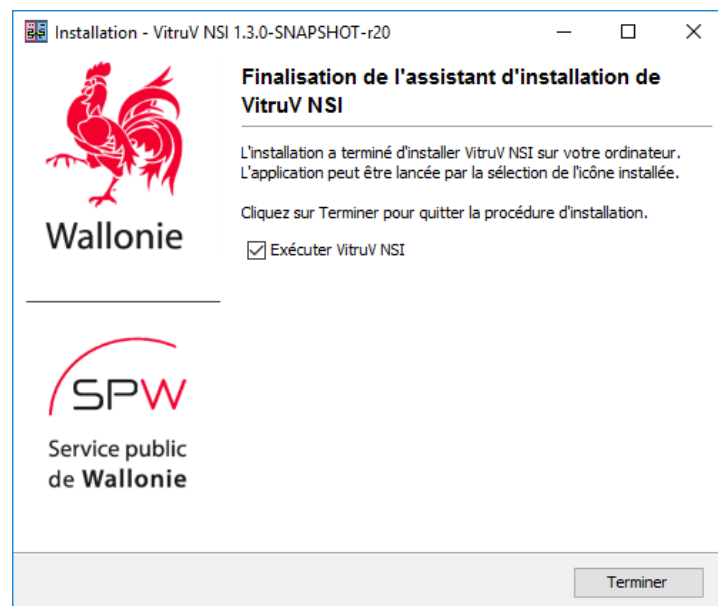 Installation - VitruV NSI 1.3.0-SNAPSHOT-r20
Wallonie
SPW
Service public
de Wallonie
Finalisation de l'assistant d'installation de
VitruV NSI
L'installation a terminé d'installer VitruV NSI sur votre ordinateur.
L'application peut être lancée par la sélection de l'icône installée.
Cliquez sur Terminer pour quitter la procédure d'installation.
Exécuter VitruV NSI
Terminer